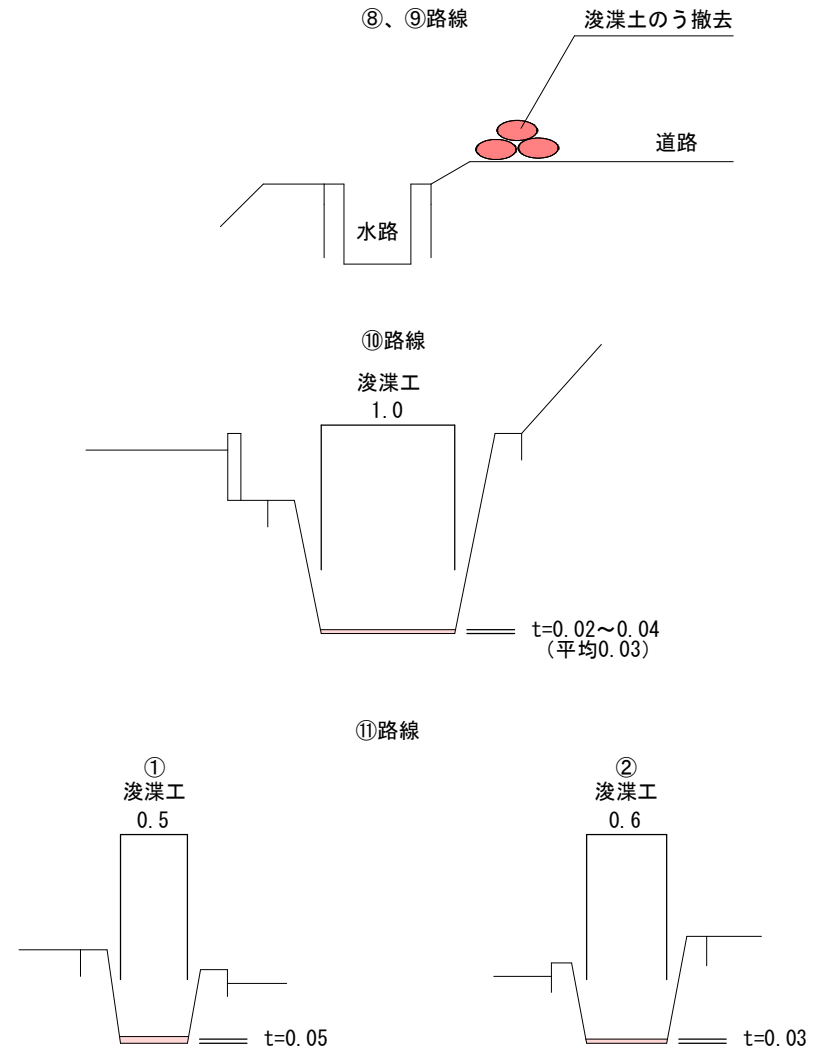 ⑧、⑨路線
浚渫土のう撤去
道路
水路
⑩路線
浚渫工
1.0
t=0.02～0.04
（平均0.03）
⑪路線
①
浚渫工
0.5
t=0.05
②
浚渫工
0.6
t=0.03